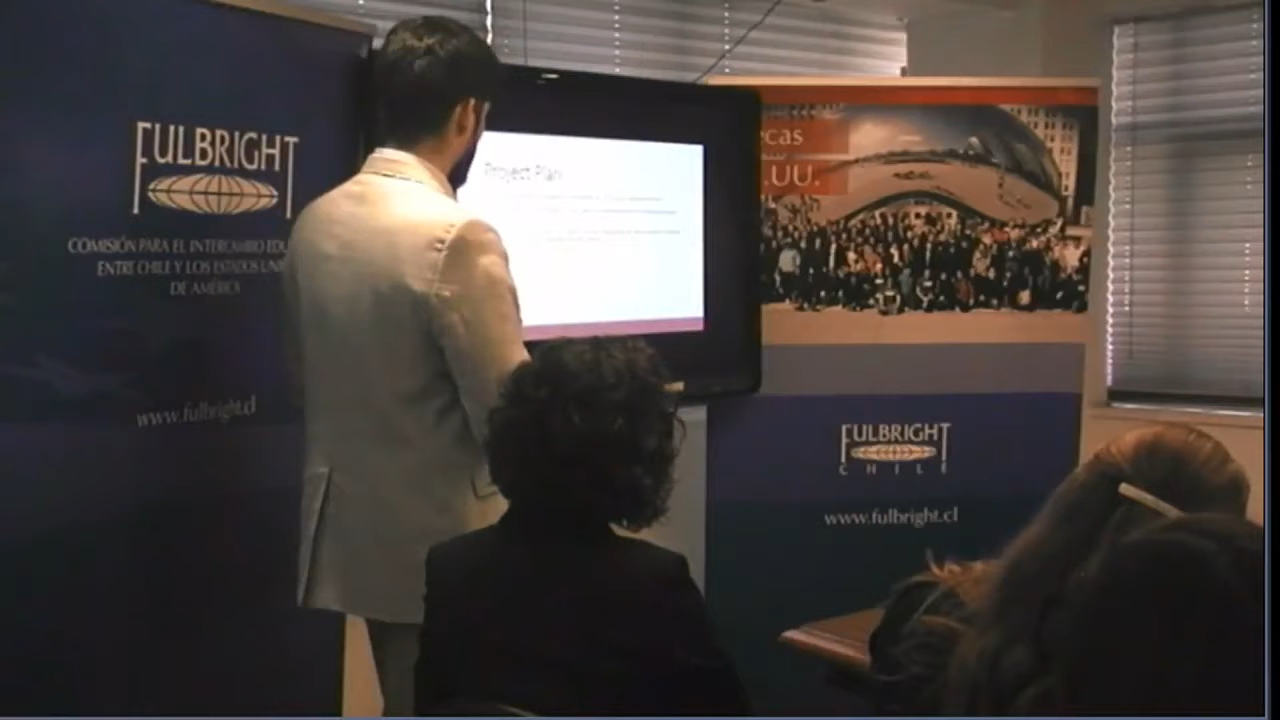 FULBRIGHT
COMISIÓN PARA EL INTERCAMBIO EDU
ENTRE CHILE Y LOS ESTADOS UNI
DE AMÉRICA
www.fulbright.cl
Project Plan
ecas
.UU.
FULBRIGHT
CHILE
www.fulbright.cl